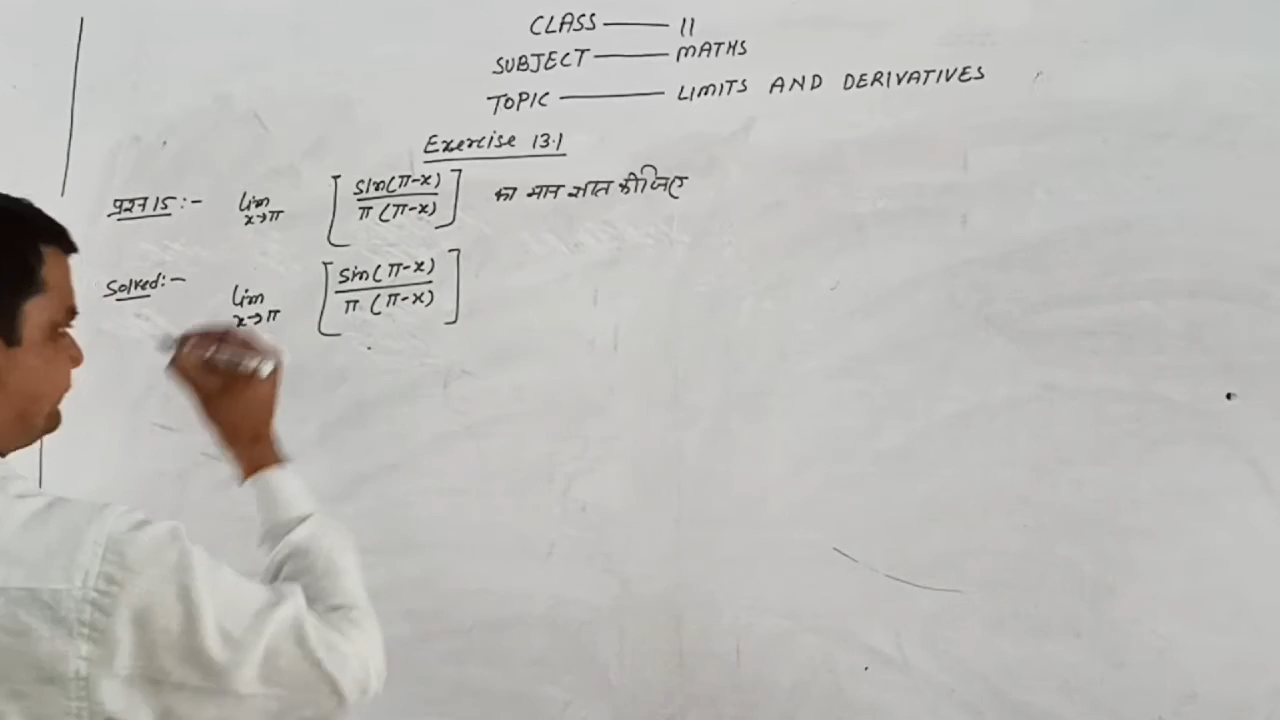 CLASS —— 11
SUBJECT —— MATHS
TOPIC —— LIMITS AND DERIVATIVES
Exercise 13.1
प्रश्न 15:- lim x→π [sin(π-x) / π(π-x)] का मान ज्ञात कीजिए
Solved:- lim x→π [sin(π-x) / π(π-x)]